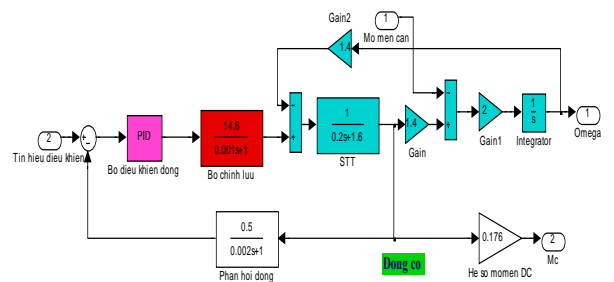 Gain2
1
Mo men can
1.4
2
Tin hieu dieu khien
PID
Bo dieu khien dong
14.6
0.001s+1
Bo chinh luu
1
0.2s+1.6
STT
1.4
Gain
2
Gain1
1
s
Integrator
1
Omega
0.5
0.002s+1
Phan hoi dong
Dong co
0.176
He so momen DC
2
Mc